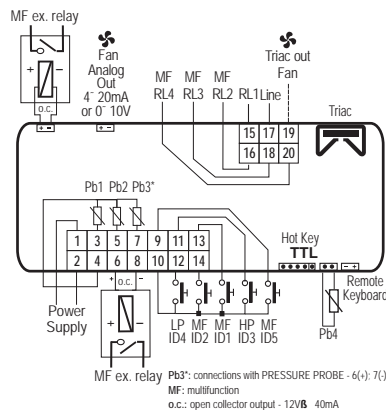 MF ex. relay
Fan
Analog
Out
4- 20mA
or 0- 10V
MF MF MF
RL4 RL3 RL2 RL1 Line
Triac out
Fan
Triac
+ -
o.c.
+ - + -
15 17 19
16 18 20
Pb1 Pb2 Pb3*
1 3 5 7 9 11 13
2 4 6 8 10 12 14
Hot Key
TTL
- +
+ o.c. -
+ -
Power
Supply
LP MF MF HP MF
ID4 ID2 ID1 ID3 ID5
Pb4
Remote
Keyboard
MF ex. relay
Pb3*: connections with PRESSURE PROBE - 6(+): 7(-)
MF: multifunction
o.c.: open collector output - 12Vß 40mA